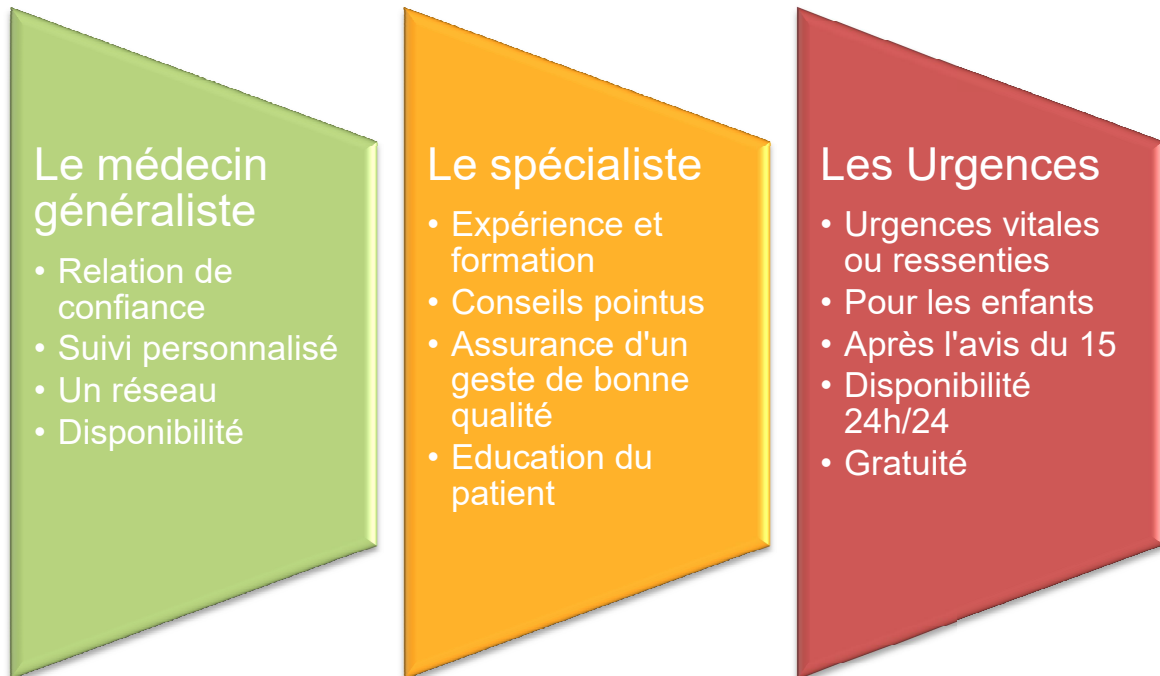 Le médecin
généraliste
• Relation de
confiance
• Suivi personnalisé
• Un réseau
• Disponibilité
Le spécialiste
• Expérience et
formation
• Conseils pointus
• Assurance d'un
geste de bonne
qualité
• Education du
patient
Les Urgences
• Urgences vitales
ou ressenties
• Pour les enfants
• Après l'avis du 15
• Disponibilité
24h/24
• Gratuité